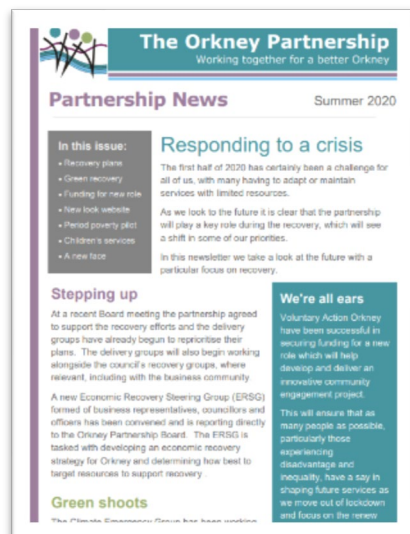 The Orkney Partnership
Working together for a better Orkney
Partnership News
Summer 2020
In this issue:
• Recovery plans
• Green recovery
• Funding for new role
• New look website
• Period poverty pilot
• Children's services
• A new face
Responding to a crisis
The first half of 2020 has certainly been a challenge for
all of us, with many having to adapt or maintain
services with limited resources.
As we look to the future it is clear that the partnership
will play a key role during the recovery, which will see
a shift in some of our priorities.
In this newsletter we take a look at the future with a
particular focus on recovery.
Stepping up
At a recent Board meeting the partnership agreed
to support the recovery efforts and the delivery
groups have already begun to reprioritise their
plans. The delivery groups will also begin working
alongside the council's recovery groups, where
relevant, including with the business community
A new Economic Recovery Steering Group (ERSG)
formed of business representatives, councillors and
officers has been convened and is reporting directly
to the Orkney Partnership Board. The ERSG is
tasked with developing an economic recovery
strategy for Orkney and determining how best to
target resources to support recovery .
Green shoots
The Climate Emergency Group has been working
We're all ears
Voluntary Action Orkney
have been successful in
securing funding for a new
role which will help
develop and deliver an
innovative community
engagement project.
This will ensure that as
many people as possible,
particularly those
experiencing
disadvantage and
inequality, have a say in
shaping future services as
we move out of lockdown
and focus on the renew